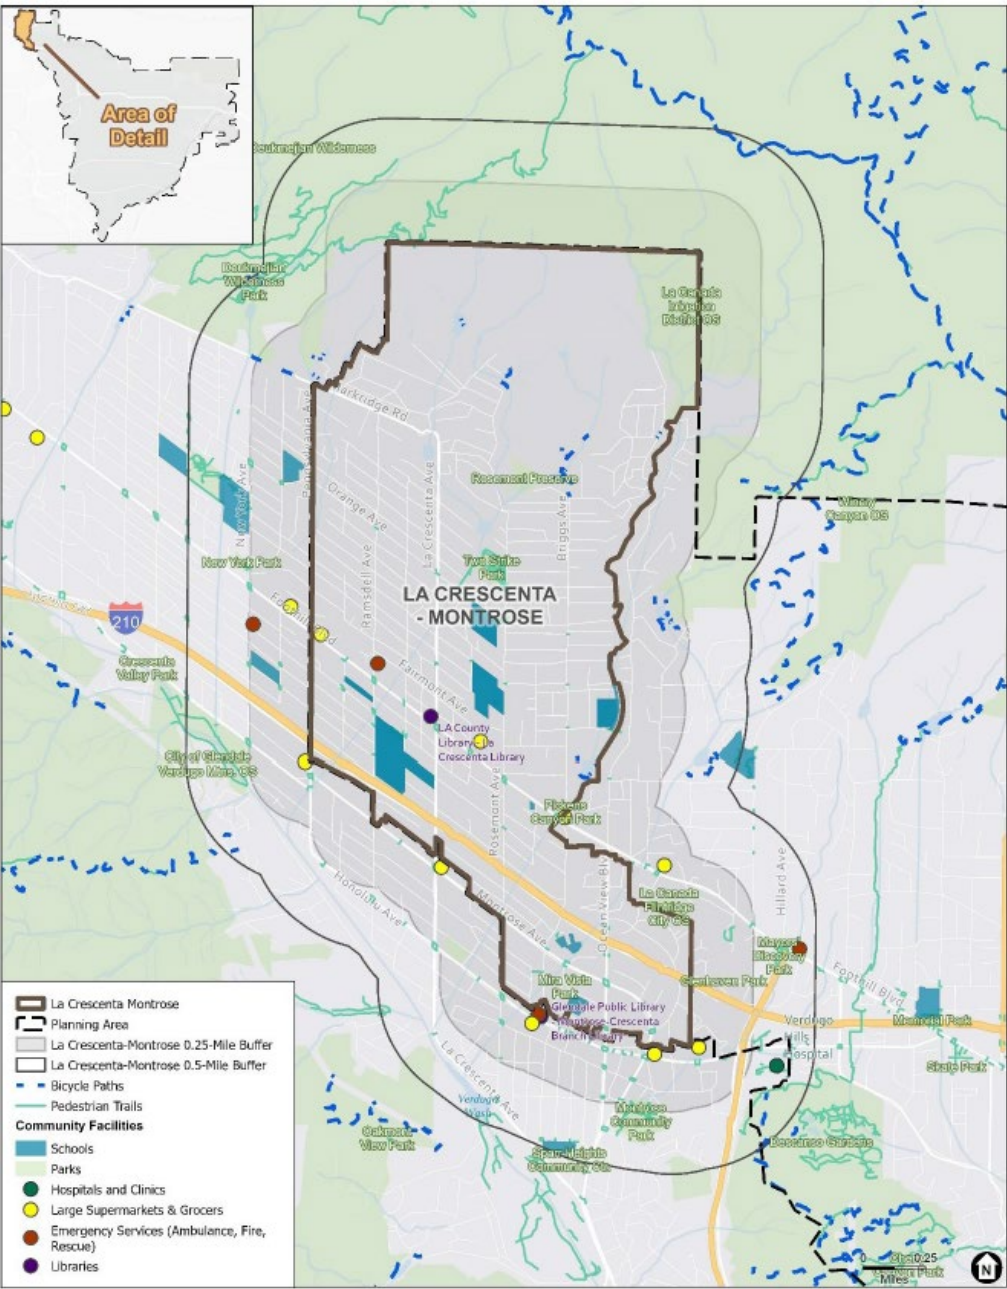 Area of
Detail
Deukmejian Wilderness
Deukmejian
Wilderness
Park
La Canada
Irrigation
District OS
Markridge Rd
Pennsylvania Ave
Orange Ave
La Crescenta Ave
Rosemont Preserve
Briggs Ave
New York Ave
Winery
Canyon OS
New York Park
Two Strike
Park
Ramsdell Ave
LA CRESCENTA
- MONTROSE
210
Foothill Blvd
Crescenta
Valley Park
Fairmont Ave
LA County
Library - La
Crescenta Library
City of Glendale
Verdugo Mtns. OS
Rosemont Ave
Pickens
Canyon Park
Honolulu Ave
Montrose Ave
Ocean View Blvd
La Canada
Flintridge
City OS
Hillard Ave
Mayors'
Discovery
Park
Foothill Blvd
Glenhaven Park
Mira Vista
Park
Glendale Public Library
- Montrose-Crescenta
Branch Library
Verdugo
Hills
Hospital
Memorial Park
Skate Park
La Crescenta Ave
Verdugo
Wash
Oakmont
View Park
Montrose
Community
Park
Sparr Heights
Community Ctr.
Descanso Gardens
Canyon Park
La Crescenta Montrose
Planning Area
La Crescenta-Montrose 0.25-Mile Buffer
La Crescenta-Montrose 0.5-Mile Buffer
Bicycle Paths
Pedestrian Trails
Community Facilities
Schools
Parks
Hospitals and Clinics
Large Supermarkets & Grocers
Emergency Services (Ambulance, Fire,
Rescue)
Libraries
0 0.25
Miles
N